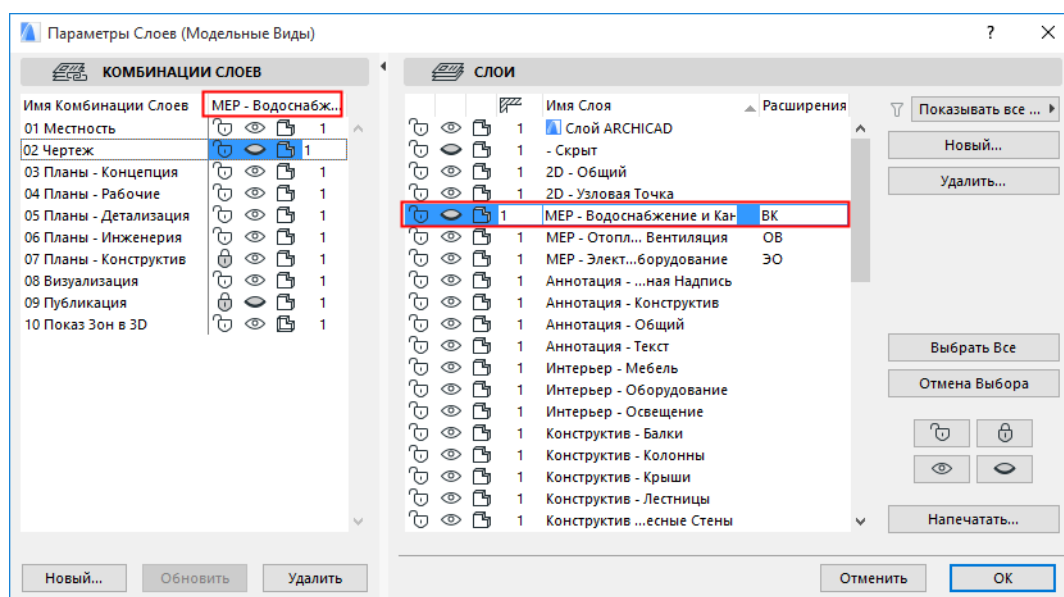 Параметры Слоев (Модельные Виды) ?
КОМБИНАЦИИ СЛОЕВ
Имя Комбинации Слоев МЕР - Водоснабж...
01 Местность 1
02 Чертеж 1
03 Планы - Концепция 1
04 Планы - Рабочие 1
05 Планы - Детализация 1
06 Планы - Инженерия 1
07 Планы - Конструктив 1
08 Визуализация 1
09 Публикация 1
10 Показ Зон в 3D 1
Новый... Обновить Удалить
СЛОИ
Имя Слоя Расширения
1 Слой ARCHICAD
1 - Скрыт
1 2D - Общий
1 2D - Узловая Точка
1 МЕР - Водоснабжение и Кан ВК
1 МЕР - Отопл... Вентиляция ОВ
1 МЕР - Элект...борудование ЭО
1 Аннотация - ...ная Надпись
1 Аннотация - Конструктив
1 Аннотация - Общий
1 Аннотация - Текст
1 Интерьер - Мебель
1 Интерьер - Оборудование
1 Интерьер - Освещение
1 Конструктив - Балки
1 Конструктив - Колонны
1 Конструктив - Крыши
1 Конструктив - Лестницы
1 Конструктив ...есные Стены
Показывать все ...
Новый...
Удалить...
Выбрать Все
Отмена Выбора
Напечатать...
Отменить OK